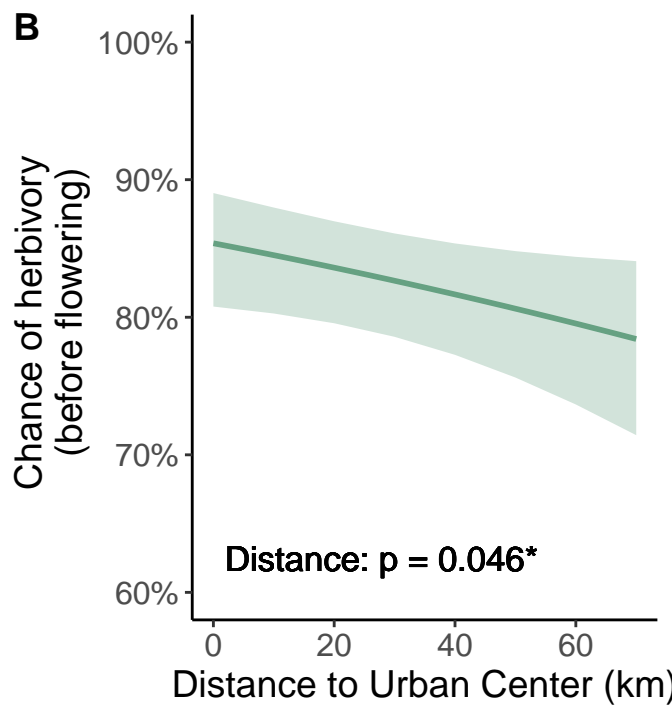 B
100%
90%
80%
70%
60%
Chance of herbivory
(before flowering)
Distance: p = 0.046*
0 20 40 60
Distance to Urban Center (km)